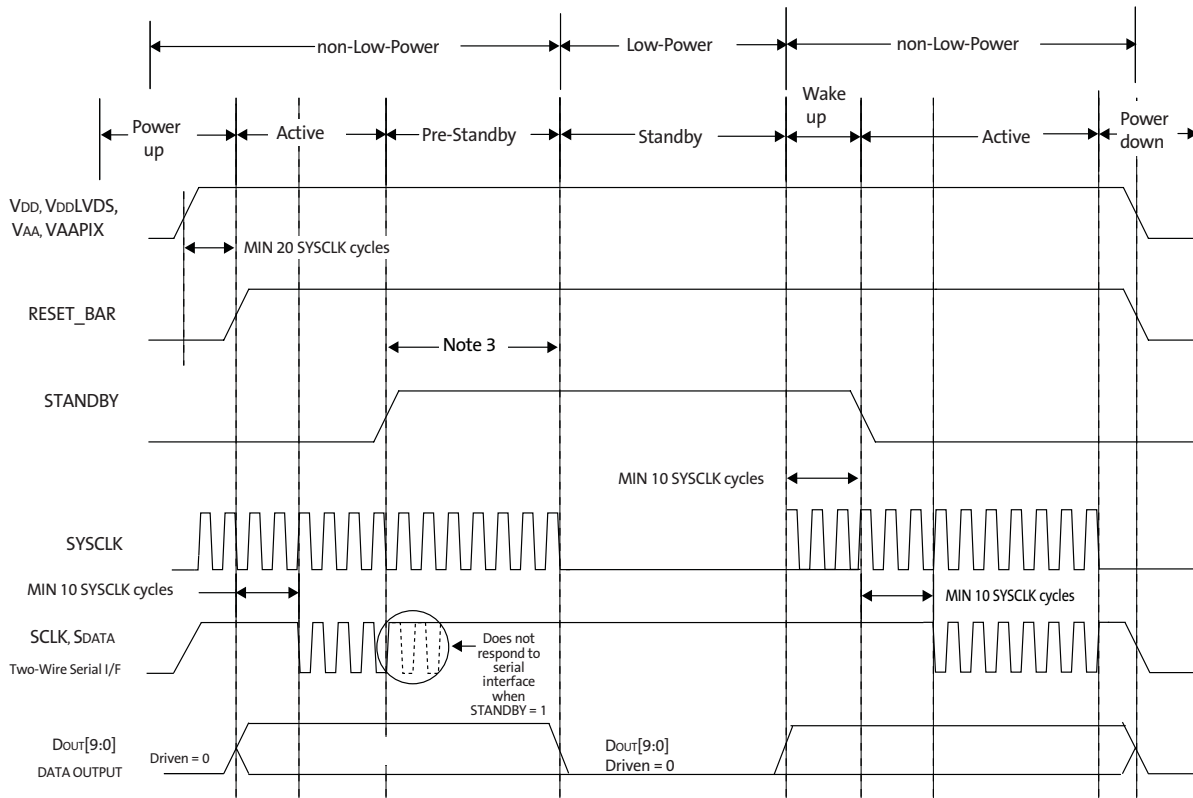 non-Low-Power
Low-Power
non-Low-Power
Power
up
Active
Pre-Standby
Standby
Wake
up
Active
Power
down
VDD, VDDLVDS,
VAA, VAAPIX
MIN 20 SYSCLK cycles
RESET_BAR
Note 3
STANDBY
MIN 10 SYSCLK cycles
SYSCLK
MIN 10 SYSCLK cycles
MIN 10 SYSCLK cycles
SCLK, SDATA
Two-Wire Serial I/F
Does not
respond to
serial
interface
when
STANDBY = 1
DOUT[9:0]
DATA OUTPUT
Driven = 0
DOUT[9:0]
Driven = 0